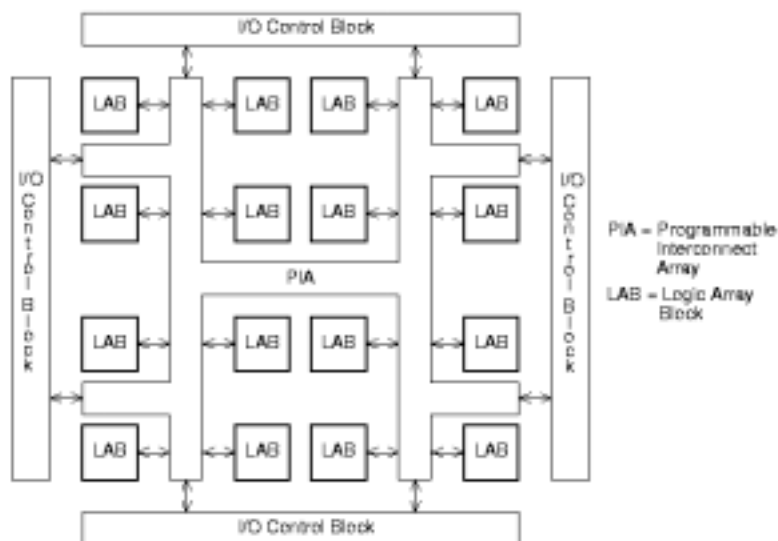 I/O Control Block
LAB LAB LAB LAB
I/O Control Block
I/O Control Block
LAB LAB LAB LAB
PIA = Programmable
Interconnect
Array
PIA
LAB = Logic Array
Block
LAB LAB LAB LAB
LAB LAB LAB LAB
I/O Control Block